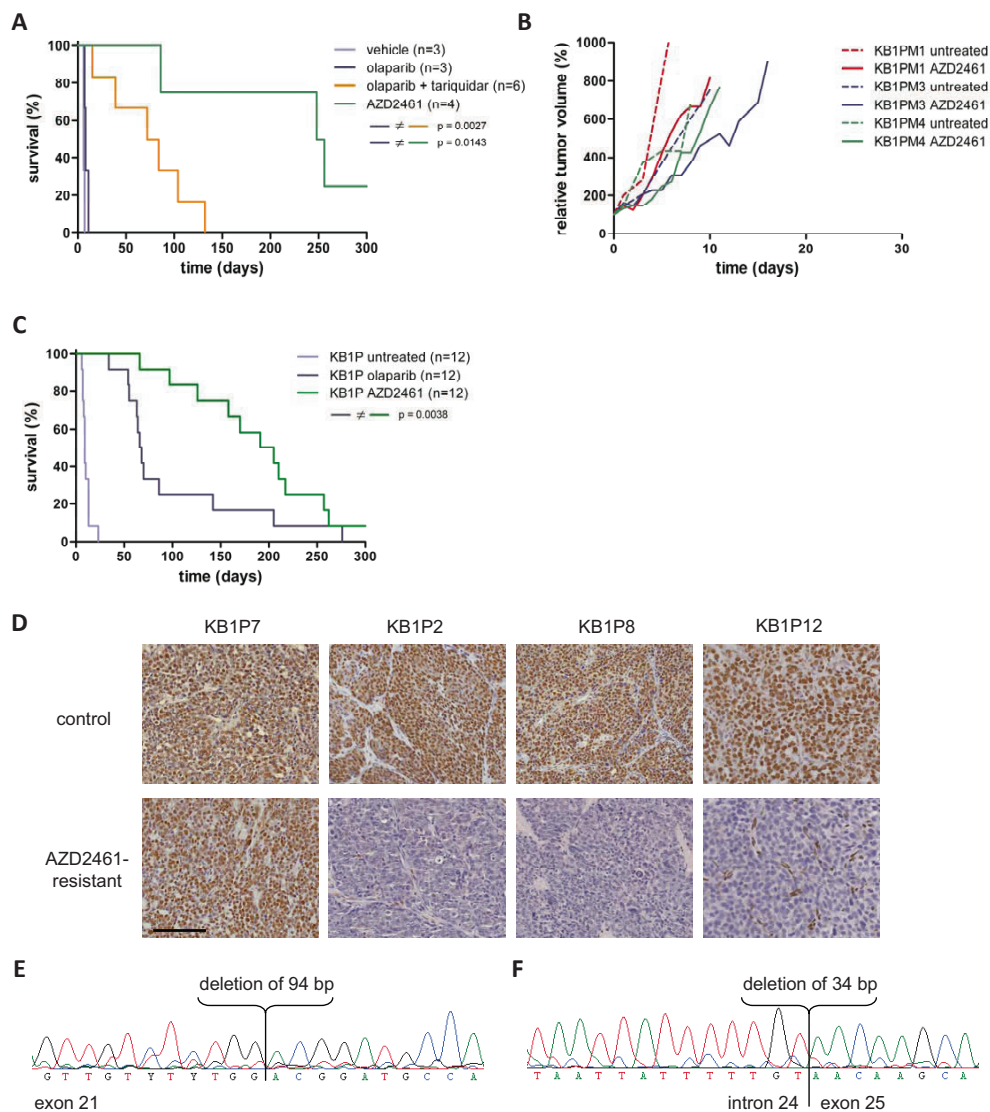 A
survival (%)
100
80
60
40
20
0
0 50 100 150 200 250 300
time (days)
vehicle (n=3)
olaparib (n=3)
olaparib + tariquidar (n=6)
AZD2461 (n=4)
≠ p = 0.0027
≠ p = 0.0143
B
relative tumor volume (%)
1000
800
600
400
200
0
0 10 20 30
time (days)
KB1PM1 untreated
KB1PM1 AZD2461
KB1PM3 untreated
KB1PM3 AZD2461
KB1PM4 untreated
KB1PM4 AZD2461
C
survival (%)
100
80
60
40
20
0
0 50 100 150 200 250 300
time (days)
KB1P untreated (n=12)
KB1P olaparib (n=12)
KB1P AZD2461 (n=12)
≠ p = 0.0038
D
KB1P7 KB1P2 KB1P8 KB1P12
control
AZD2461-
resistant
E
deletion of 94 bp
G T T G T Y T Y T G G A C G G A T G C C A
exon 21
F
deletion of 34 bp
T A A T T A T T T T T G T A A C A A G C A
intron 24 exon 25